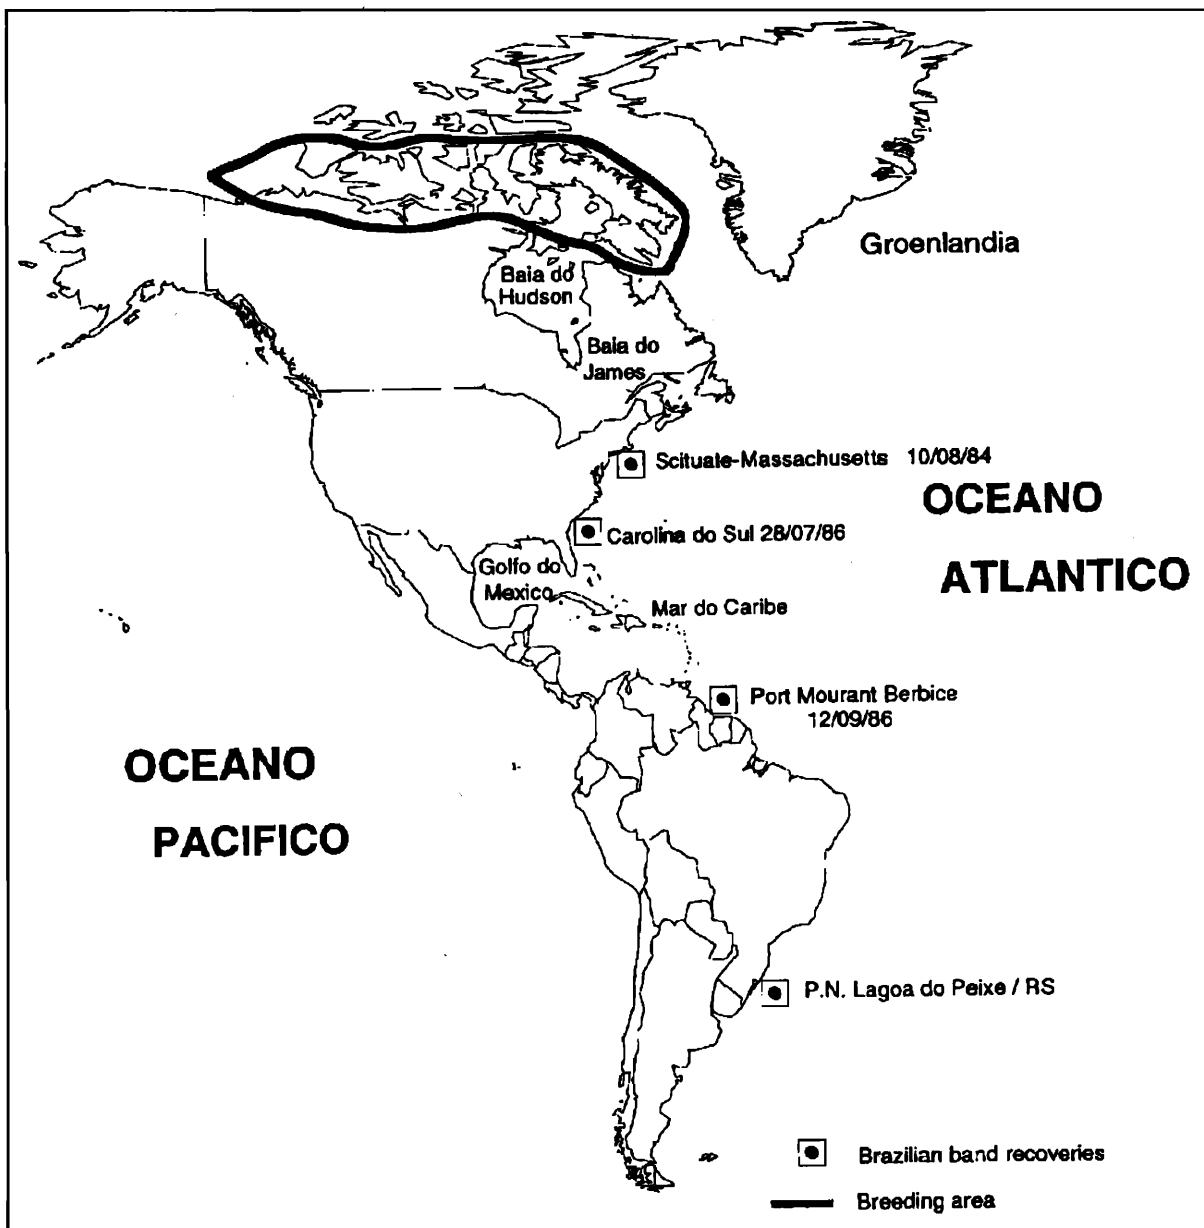 Groenlandia
Baia do
Hudson
Baia do
James
Scituale-Massachusetts 10/08/84
OCEANO
ATLANTICO
Carolina do Sul 28/07/86
Golfo do
Mexico
Mar do Caribe
Port Mourant Berbice
12/09/86
OCEANO
PACIFICO
P.N. Lagoa do Peixe / RS
Brazilian band recoveries
Breeding area